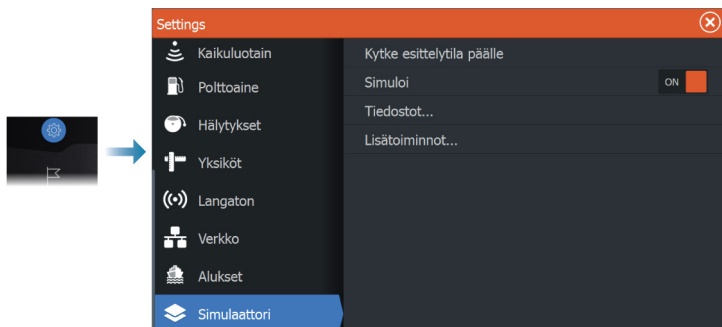 Settings
Kaikuluotain
Polttoaine
Hälytykset
Yksiköt
Langaton
Verkko
Alukset
Simulaattori
Kytke esittelytila päälle
Simuloi ON
Tiedostot...
Lisätoiminnot...